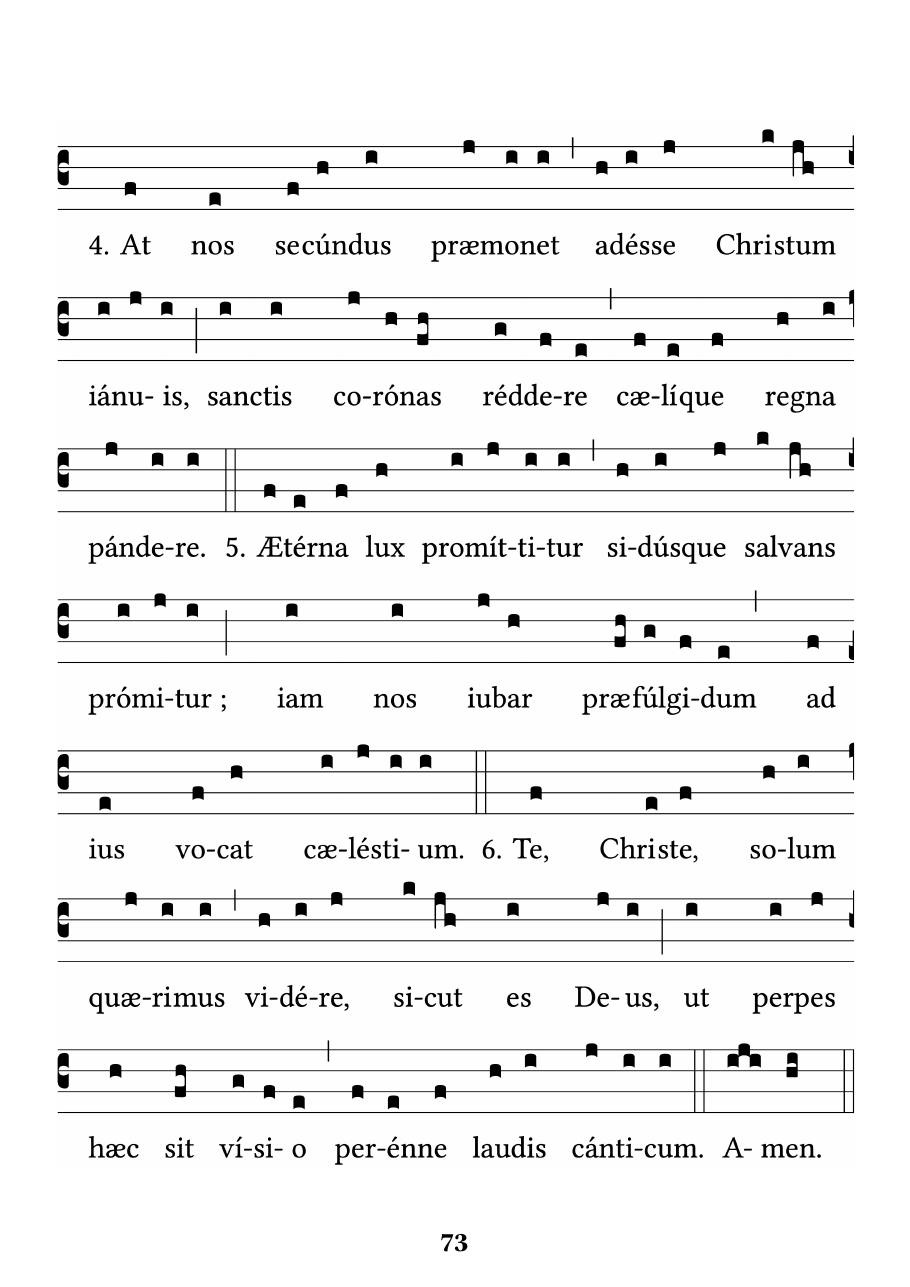 4. At nos secúndus præmonet adésse Christum
iánu- is, sanctis co-rónas rédde-re cæ-líque regna
pánde-re. 5. Ætérna lux promít-ti-tur si-dúsque salvans
prómi-tur ; iam nos iubar præfúlgi-dum ad
ius vo-cat cæ-lésti- um. 6. Te, Christe, so-lum
quæ-rimus vi-dé-re, si-cut es De- us, ut perpes
hæc sit ví-si- o per-énne laudis cánti-cum. A- men.
73